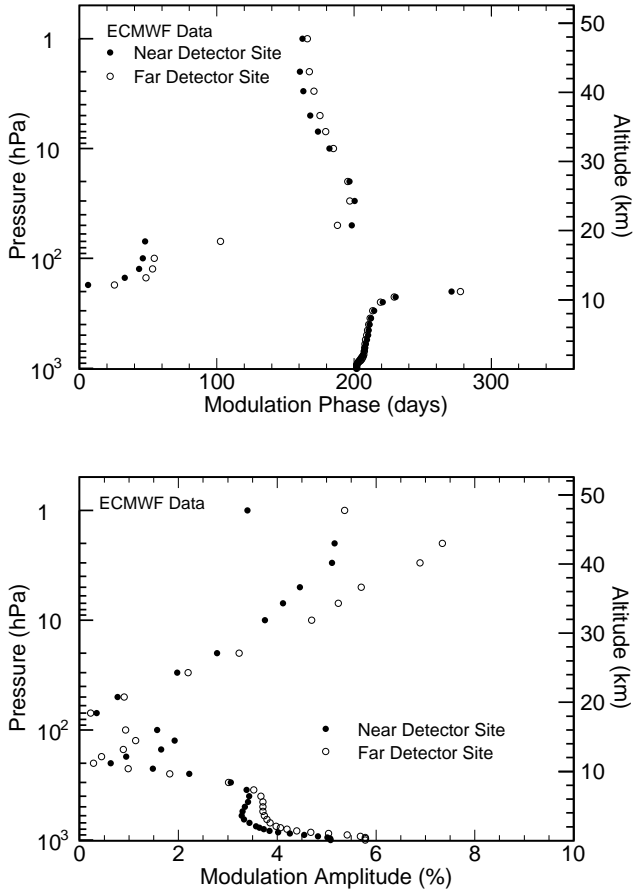 ECMWF Data
Near Detector Site
Far Detector Site
Pressure (hPa)
1
10
10²
10³
Altitude (km)
50
40
30
20
10
0 100 200 300
Modulation Phase (days)
ECMWF Data
Near Detector Site
Far Detector Site
Pressure (hPa)
1
10
10²
10³
Altitude (km)
50
40
30
20
10
0 2 4 6 8 10
Modulation Amplitude (%)